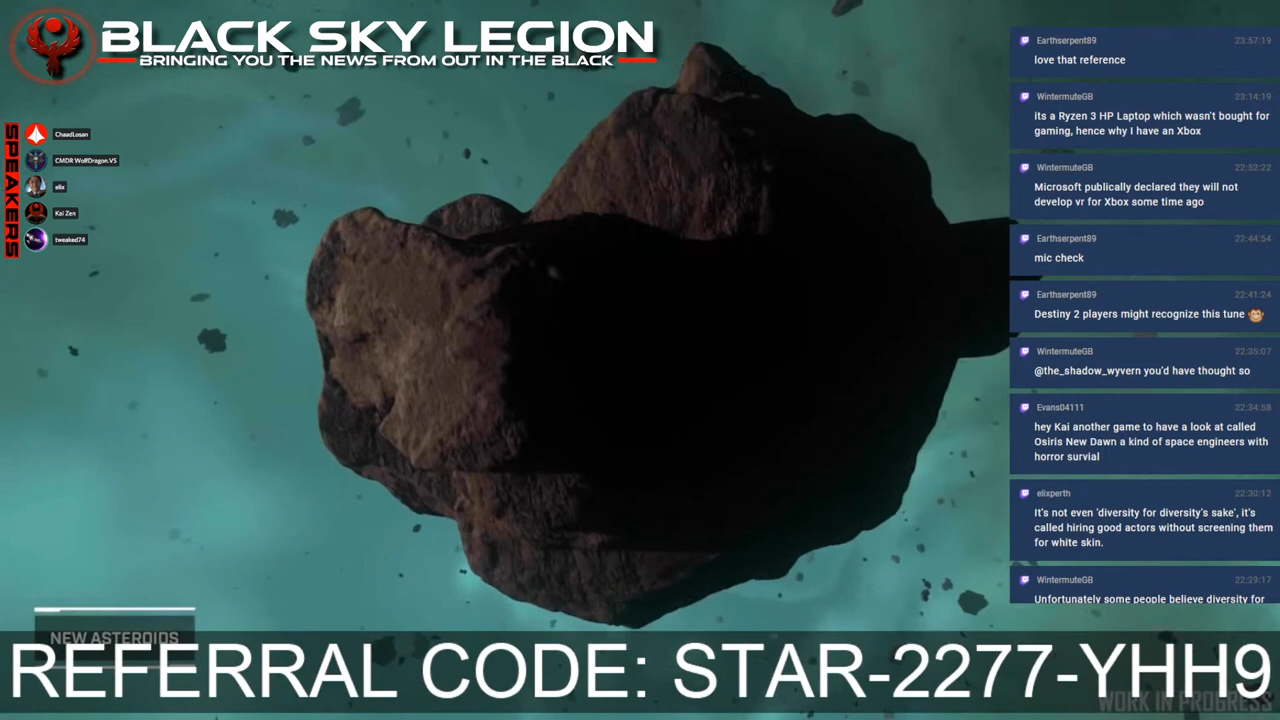 BLACK SKY LEGION
BRINGING YOU THE NEWS FROM OUT IN THE BLACK
SPEAKERS
ChaadLosan
CMDR WolfDragon.VS
elix
Kai Zen
tweaked74
Earthserpent89 23:57:19
love that reference
WintermuteGB 23:14:19
its a Ryzen 3 HP Laptop which wasn't bought for
gaming, hence why I have an Xbox
WintermuteGB 22:52:22
Microsoft publically declared they will not
develop vr for Xbox some time ago
Earthserpent89 22:44:54
mic check
Earthserpent89 22:41:24
Destiny 2 players might recognize this tune
WintermuteGB 22:35:07
@the_shadow_wyvern you'd have thought so
Evans04111 22:34:58
hey Kai another game to have a look at called
Osiris New Dawn a kind of space engineers with
horror survial
elixperth 22:30:12
It's not even 'diversity for diversity's sake', it's
called hiring good actors without screening them
for white skin.
WintermuteGB 22:29:17
Unfortunately some people believe diversity for
NEW ASTEROIDS
REFERRAL CODE: STAR-2277-YHH9
WORK IN PROGRESS